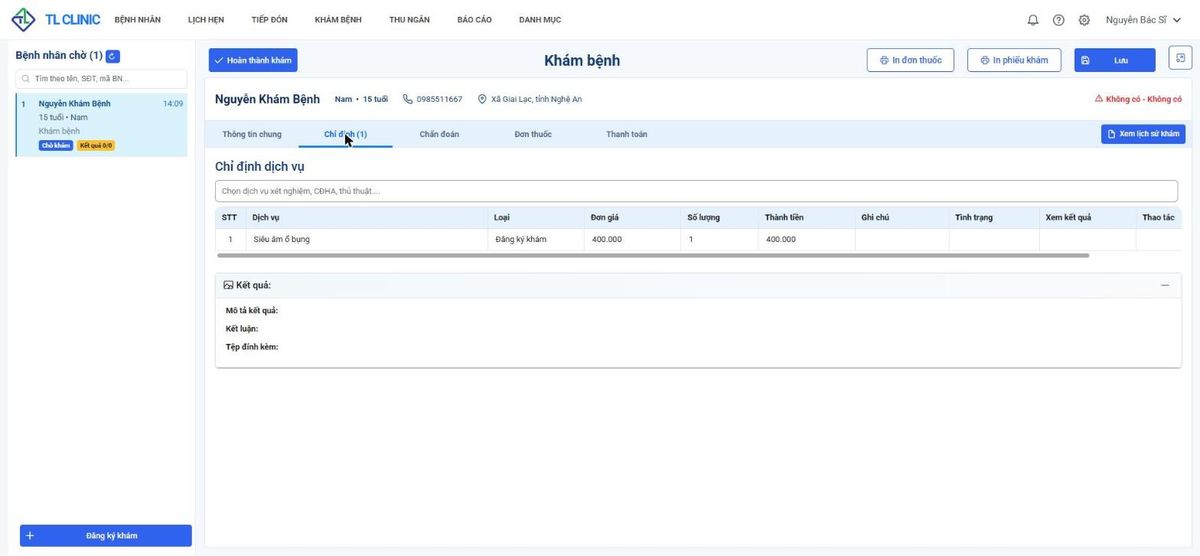 TL CLINIC
BỆNH NHÂN
LỊCH HẸN
TIẾP ĐÓN
KHÁM BỆNH
THU NGÂN
BÁO CÁO
DANH MỤC
Nguyễn Bác Sĩ
Bệnh nhân chờ (1)
Tìm theo tên, SĐT, mã BN...
1 Nguyễn Khám Bệnh 14:09
15 tuổi • Nam
Khám bệnh
Chờ khám Kết quả 0/0
Đăng ký khám
Hoàn thành khám
Khám bệnh
In đơn thuốc
In phiếu khám
Lưu
Nguyễn Khám Bệnh Nam • 15 tuổi 0985511667 Xã Giai Lạc, tỉnh Nghệ An
Không có - Không có
Thông tin chung
Chỉ định (1)
Chẩn đoán
Đơn thuốc
Thanh toán
Xem lịch sử khám
Chỉ định dịch vụ
Chọn dịch vụ xét nghiệm, CĐHA, thủ thuật....
STT Dịch vụ Loại Đơn giá Số lượng Thành tiền Ghi chú Tình trạng Xem kết quả Thao tác
1 Siêu âm ổ bụng Đăng ký khám 400.000 1 400.000
Kết quả:
Mô tả kết quả:
Kết luận:
Tệp đính kèm: